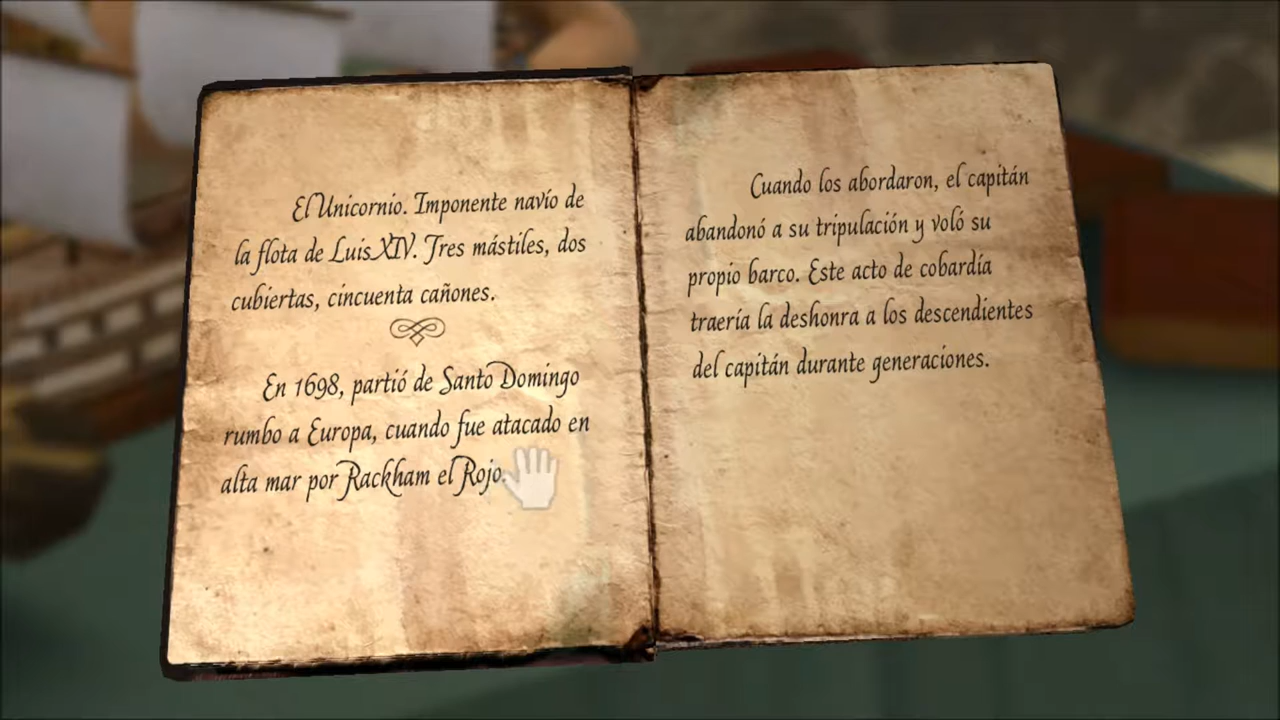 El Unicornio. Imponente navío de
la flota de Luis XIV. Tres mástiles, dos
cubiertas, cincuenta cañones.
En 1698, partió de Santo Domingo
rumbo a Europa, cuando fue atacado en
alta mar por Rackham el Rojo.
Cuando los abordaron, el capitán
abandonó a su tripulación y voló su
propio barco. Este acto de cobardía
traería la deshonra a los descendientes
del capitán durante generaciones.